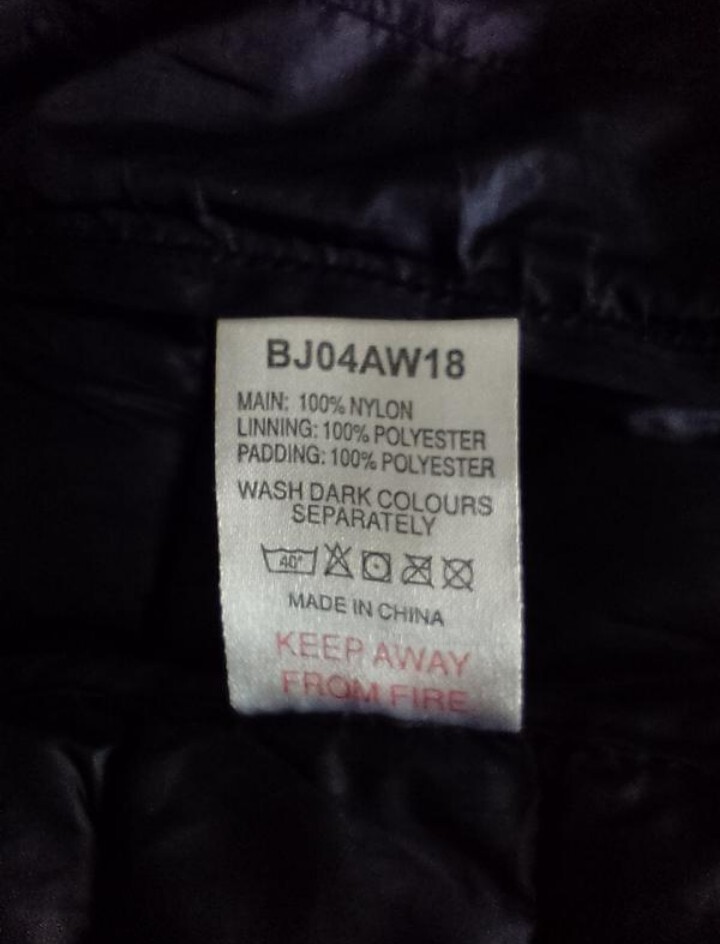 BJ04AW18
MAIN: 100% NYLON
LINNING: 100% POLYESTER
PADDING: 100% POLYESTER
WASH DARK COLOURS
SEPARATELY
40°
MADE IN CHINA
KEEP AWAY
FROM FIRE